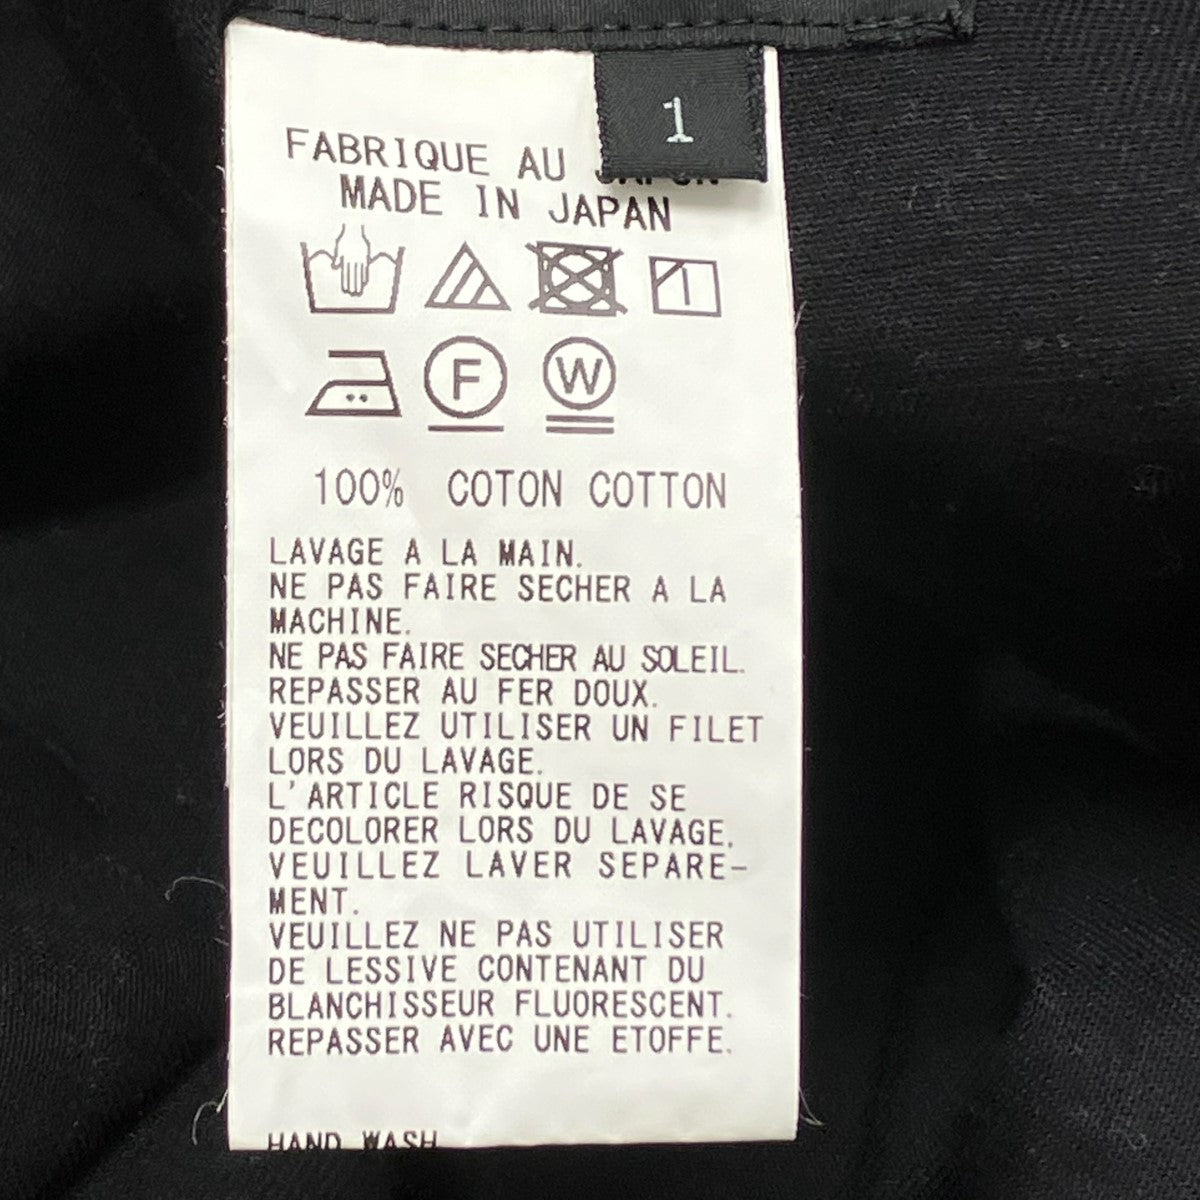 1
FABRIQUE AU JAPON
MADE IN JAPAN
F W
100% COTON COTTON
LAVAGE A LA MAIN.
NE PAS FAIRE SECHER A LA
MACHINE.
NE PAS FAIRE SECHER AU SOLEIL.
REPASSER AU FER DOUX.
VEUILLEZ UTILISER UN FILET
LORS DU LAVAGE.
L'ARTICLE RISQUE DE SE
DECOLORER LORS DU LAVAGE.
VEUILLEZ LAVER SEPARE-
MENT.
VEUILLEZ NE PAS UTILISER
DE LESSIVE CONTENANT DU
BLANCHISSEUR FLUORESCENT.
REPASSER AVEC UNE ETOFFE.
HAND WASH